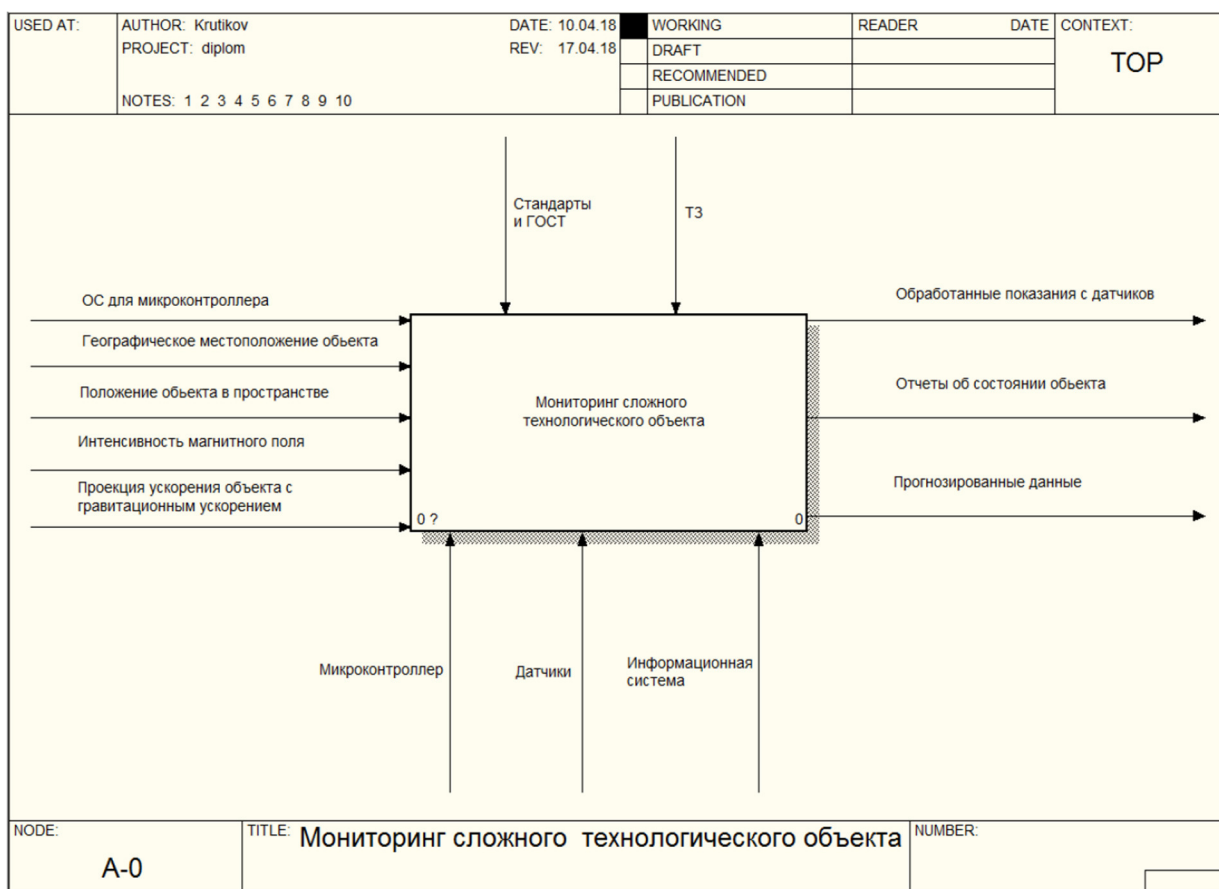 USED AT:
AUTHOR: Krutikov
DATE: 10.04.18
PROJECT: diplom
REV: 17.04.18
NOTES: 1 2 3 4 5 6 7 8 9 10
WORKING
DRAFT
RECOMMENDED
PUBLICATION
READER
DATE
CONTEXT:
TOP
Стандарты
и ГОСТ
ТЗ
ОС для микроконтроллера
Географическое местоположение обьекта
Положение обьекта в пространстве
Интенсивность магнитного поля
Проекция ускорения объекта с
гравитационным ускорением
Мониторинг сложного
технологического объекта
0 ?
0
Обработанные показания с датчиков
Отчеты об состоянии обьекта
Прогнозированные данные
Микроконтроллер
Датчики
Информационная
система
NODE:
A-0
TITLE:
Мониторинг сложного технологического объекта
NUMBER: